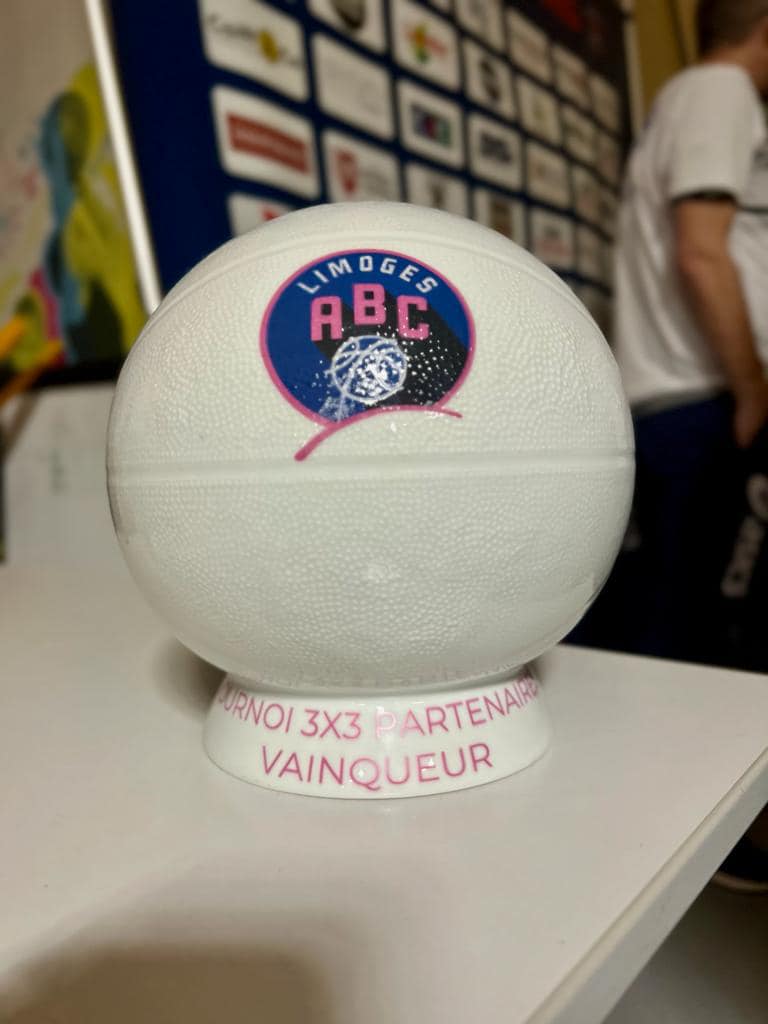 LIMOGES
ABC
OURNOI 3X3 PARTENAIRE
VAINQUEUR